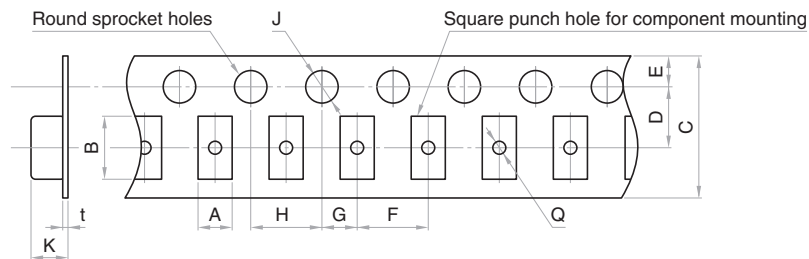 Round sprocket holes
J
Square punch hole for component mounting
E
D
C
B
t
A
H
G
F
Q
K